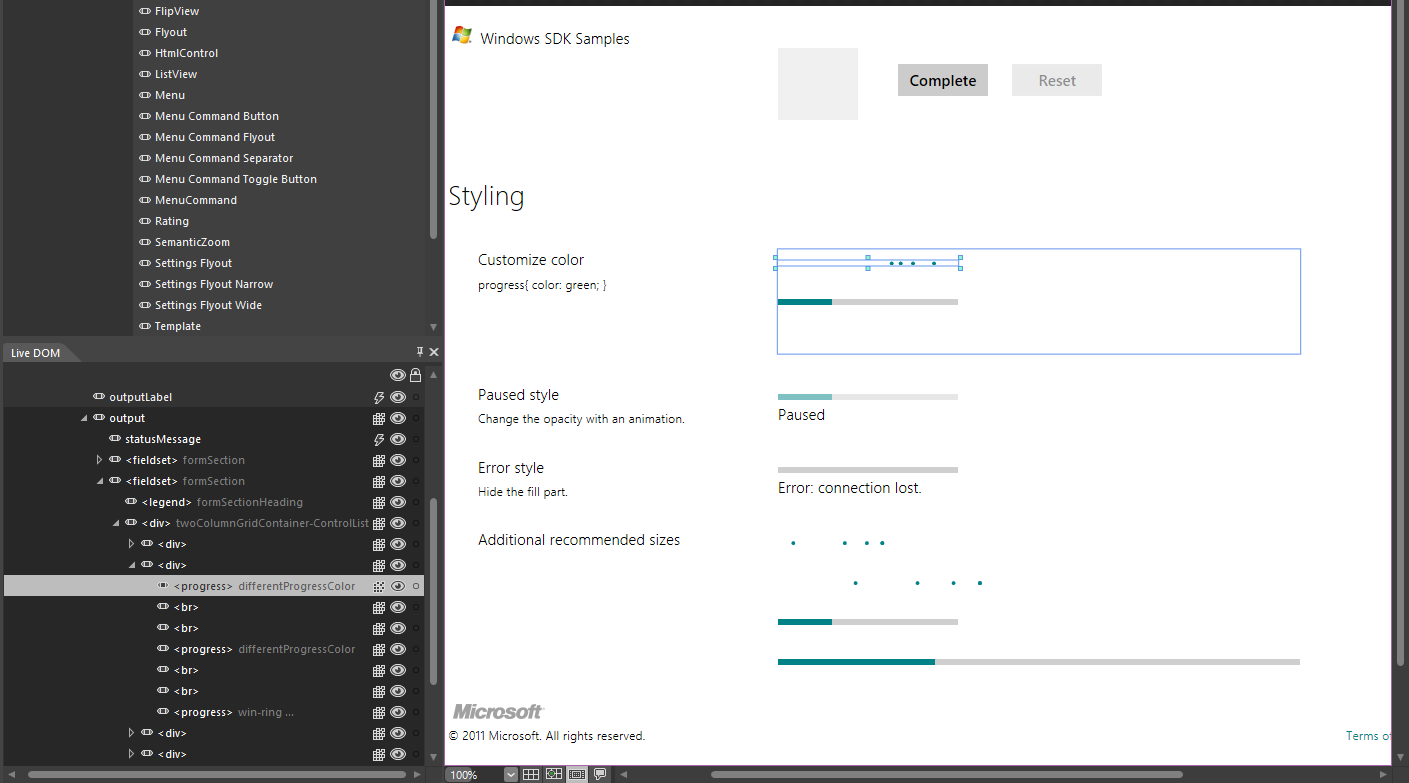 FlipView
Flyout
HtmlControl
ListView
Menu
Menu Command Button
Menu Command Flyout
Menu Command Separator
Menu Command Toggle Button
MenuCommand
Rating
SemanticZoom
Settings Flyout
Settings Flyout Narrow
Settings Flyout Wide
Template
Live DOM
outputLabel
output
statusMessage
<fieldset> formSection
<fieldset> formSection
<legend> formSectionHeading
<div> twoColumnGridContainer-ControlList
<div>
<div>
<progress> differentProgressColor
<br>
<br>
<progress> differentProgressColor
<br>
<br>
<progress> win-ring ...
<div>
<div>
Windows SDK Samples
Complete
Reset
Styling
Customize color
progress{ color: green; }
Paused style
Change the opacity with an animation.
Paused
Error style
Hide the fill part.
Error: connection lost.
Additional recommended sizes
Microsoft
© 2011 Microsoft. All rights reserved.
Terms of
100%